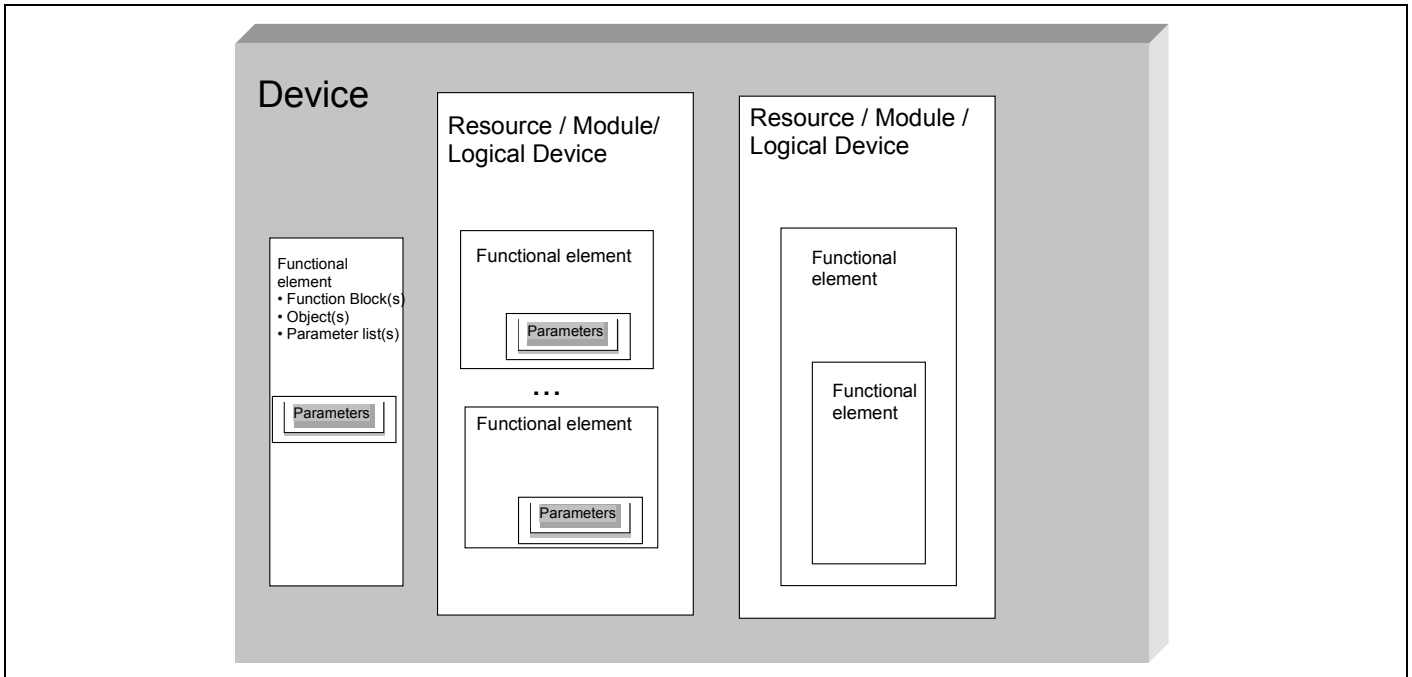 Device
Functional
element
• Function Block(s)
• Object(s)
• Parameter list(s)
Parameters
Resource / Module/
Logical Device
Functional element
Parameters
...
Functional element
Parameters
Resource / Module /
Logical Device
Functional
element
Functional
element